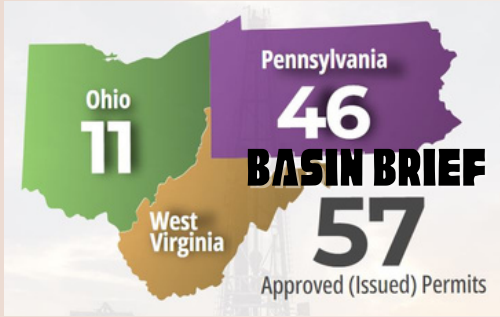 Pennsylvania
46
Ohio
11
BASIN BRIEF
West
Virginia
57
Approved (Issued) Permits